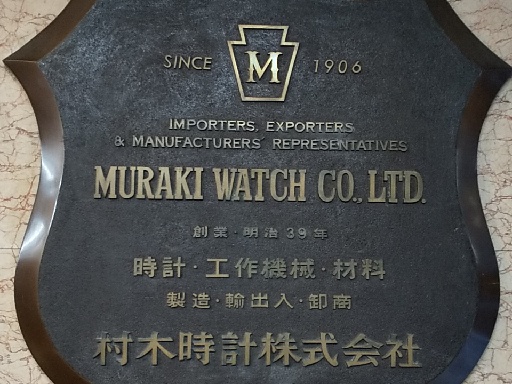 M
SINCE 1906
IMPORTERS, EXPORTERS
& MANUFACTURERS' REPRESENTATIVES
MURAKI WATCH CO., LTD.
創業・明治39年
時計・工作機械・材料
製造・輸出入・卸商
村木時計株式会社